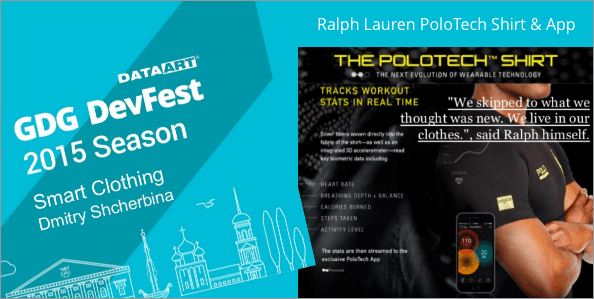 DATAART®
GDG DevFest
2015 Season
Smart Clothing
Dmitry Shcherbina
Ralph Lauren PoloTech Shirt & App
THE POLOTECH™ SHIRT
THE NEXT EVOLUTION OF WEARABLE TECHNOLOGY
TRACKS WORKOUT
STATS IN REAL TIME
"We skipped to what we
thought was new. We live in our
clothes.", said Ralph himself.
Silver fibers woven directly into the
fabric of the shirt—as well as an
integrated 3D accelerometer—read
key biometric data including:
HEART RATE
BREATHING DEPTH + BALANCE
CALORIES BURNED
STEPS TAKEN
ACTIVITY LEVEL
The stats are then streamed to the
exclusive PoloTech App
POLO
110
20